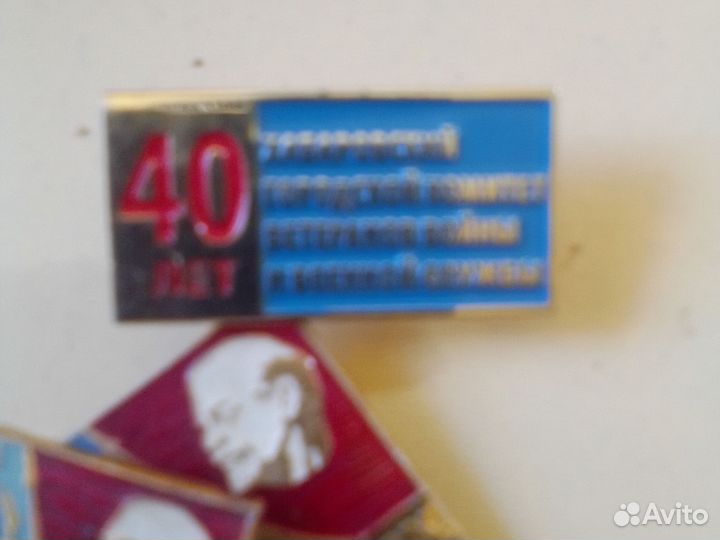 40
ЛЕТ
ХАБАРОВСКИЙ
ГОРОДСКОЙ КОМИТЕТ
ВЕТЕРАНОВ ВОЙНЫ
И ВОЕННОЙ СЛУЖБЫ
Avito